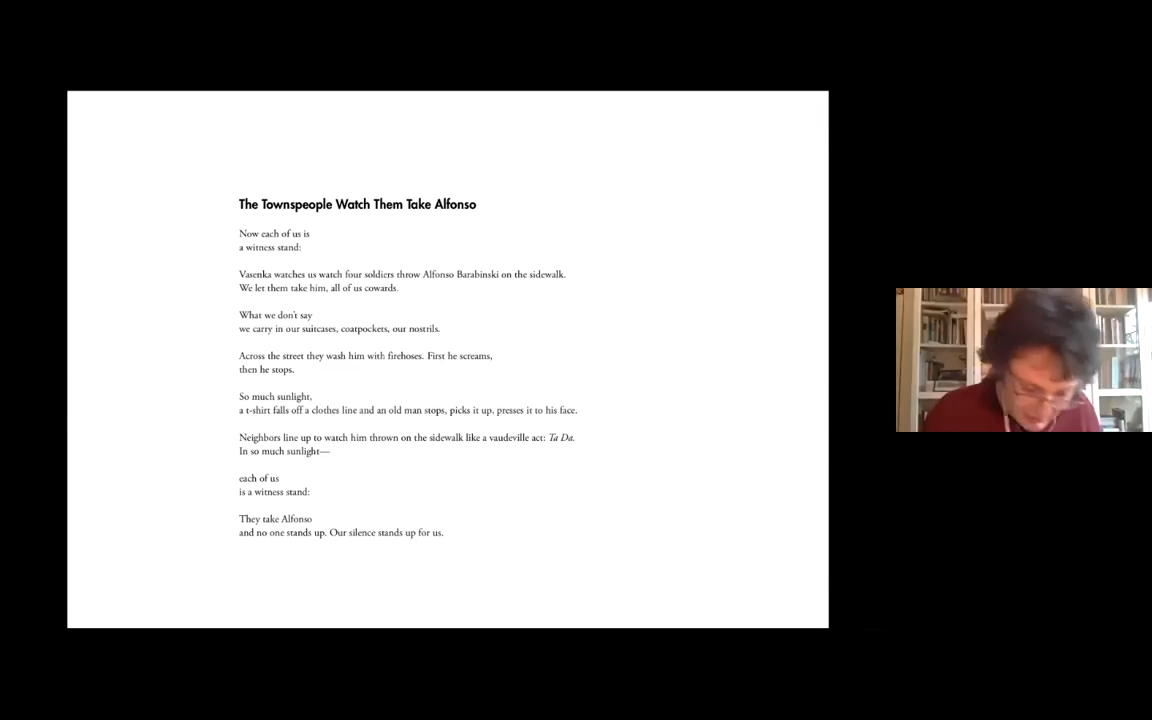 The Townspeople Watch Them Take Alfonso
Now each of us is
a witness stand:
Vasenka watches us watch four soldiers throw Alfonso Barabinski on the sidewalk.
We let them take him, all of us cowards.
What we don't say
we carry in our suitcases, coatpockets, our nostrils.
Across the street they wash him with firehoses. First he screams,
then he stops.
So much sunlight,
a t-shirt falls off a clothes line and an old man stops, picks it up, presses it to his face.
Neighbors line up to watch him thrown on the sidewalk like a vaudeville act: Ta Da.
In so much sunlight—
each of us
is a witness stand:
They take Alfonso
and no one stands up. Our silence stands up for us.